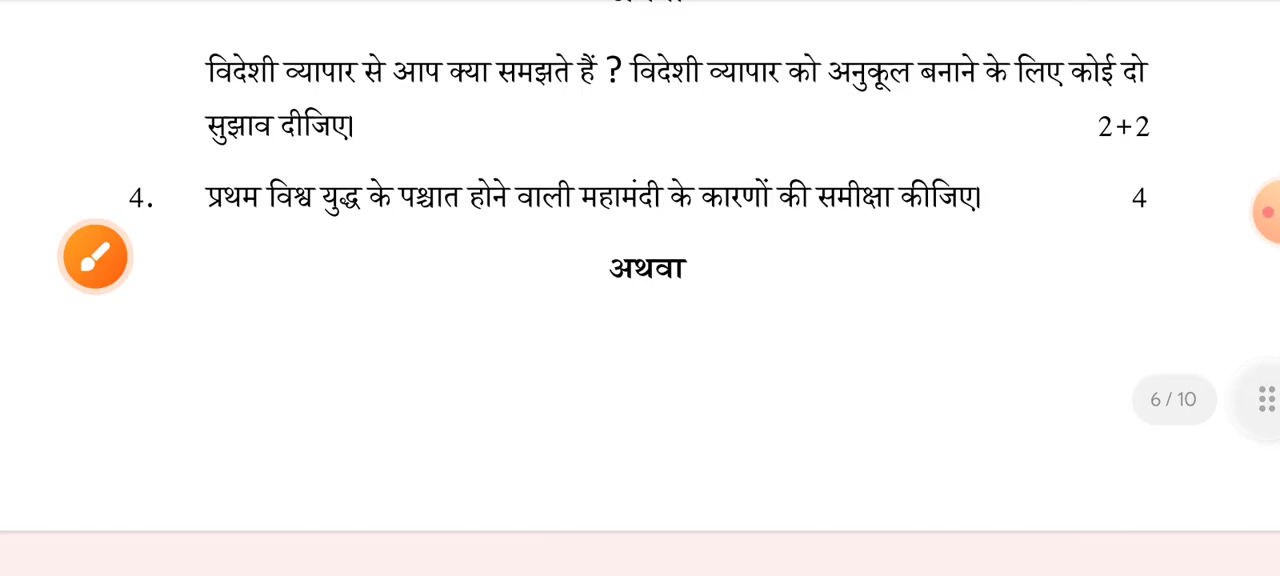 विदेशी व्यापार से आप क्या समझते हैं ? विदेशी व्यापार को अनुकूल बनाने के लिए कोई दो
सुझाव दीजिए। 2+2
4. प्रथम विश्व युद्ध के पश्चात होने वाली महामंदी के कारणों की समीक्षा कीजिए। 4
अथवा
6 / 10